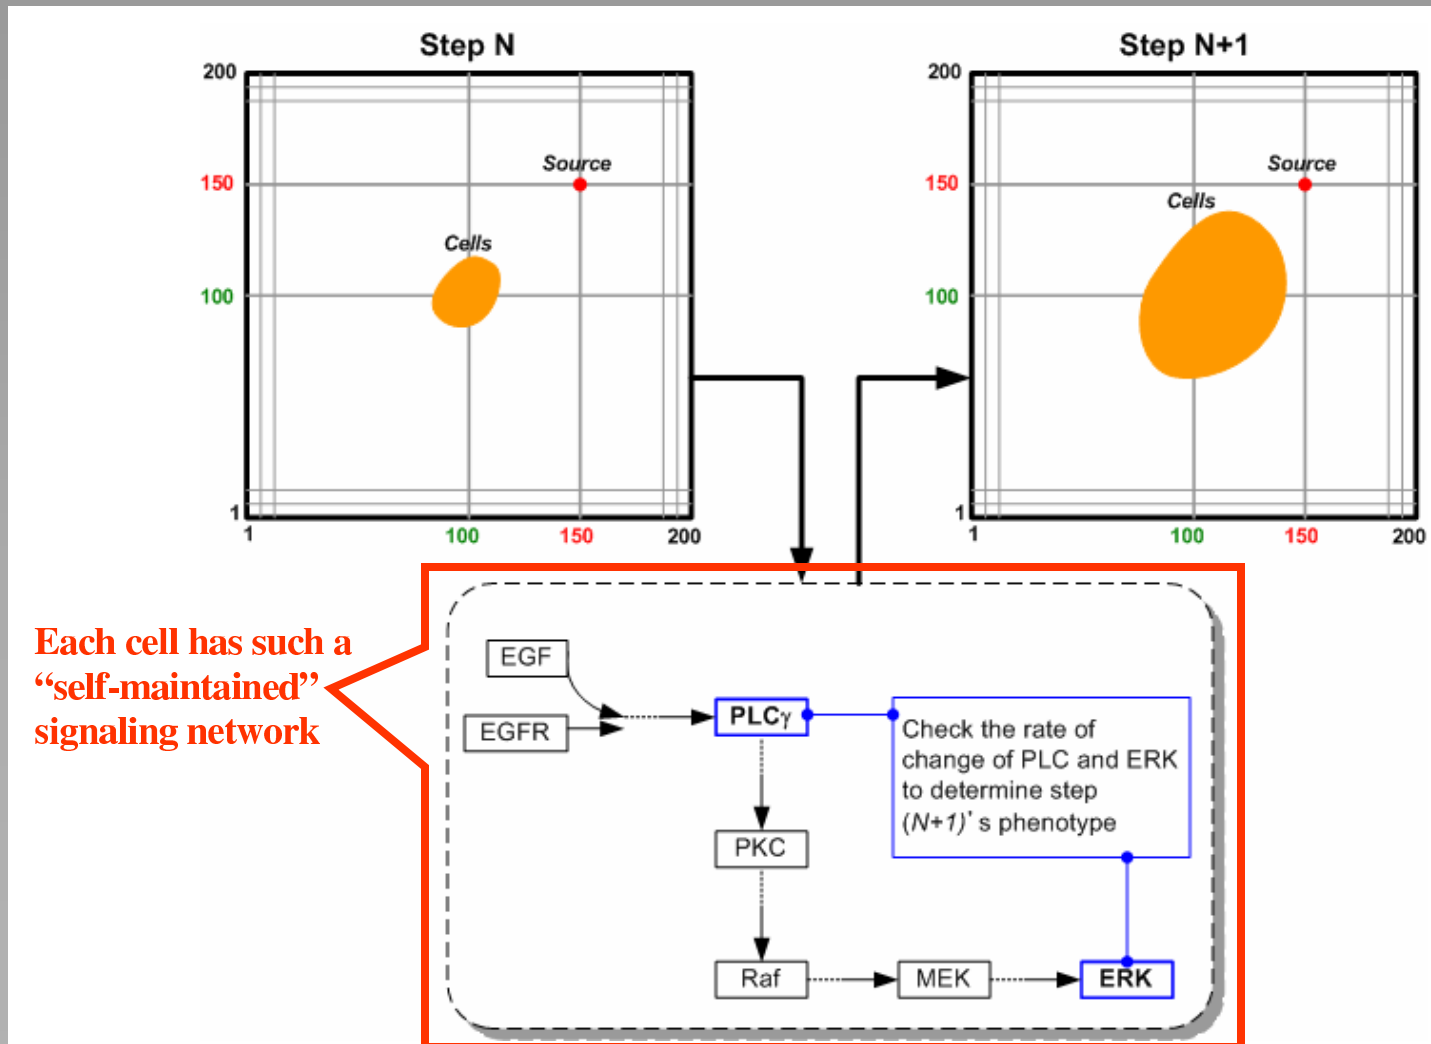 Step N
200
Source
150
Cells
100
1
1 100 150 200
Step N+1
200
Source
150
Cells
100
1
1 100 150 200
Each cell has such a
“self-maintained”
signaling network
EGF
EGFR
PLCγ
Check the rate of
change of PLC and ERK
to determine step
(N+1)' s phenotype
PKC
Raf
MEK
ERK